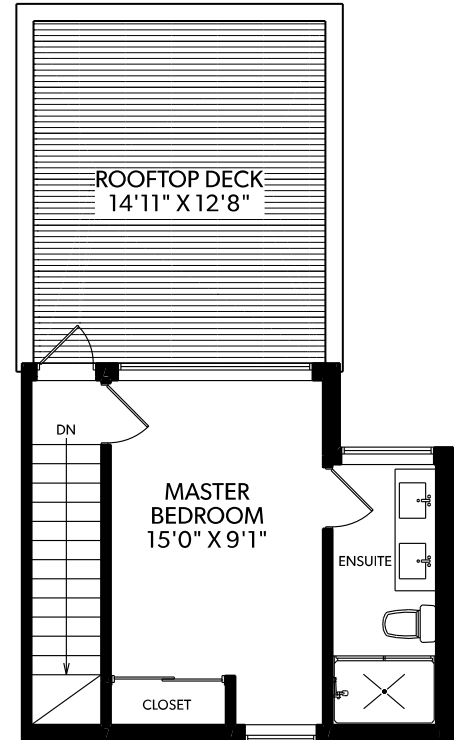 ROOFTOP DECK
14'11" X 12'8"
DN
MASTER
BEDROOM
15'0" X 9'1"
ENSUITE
CLOSET